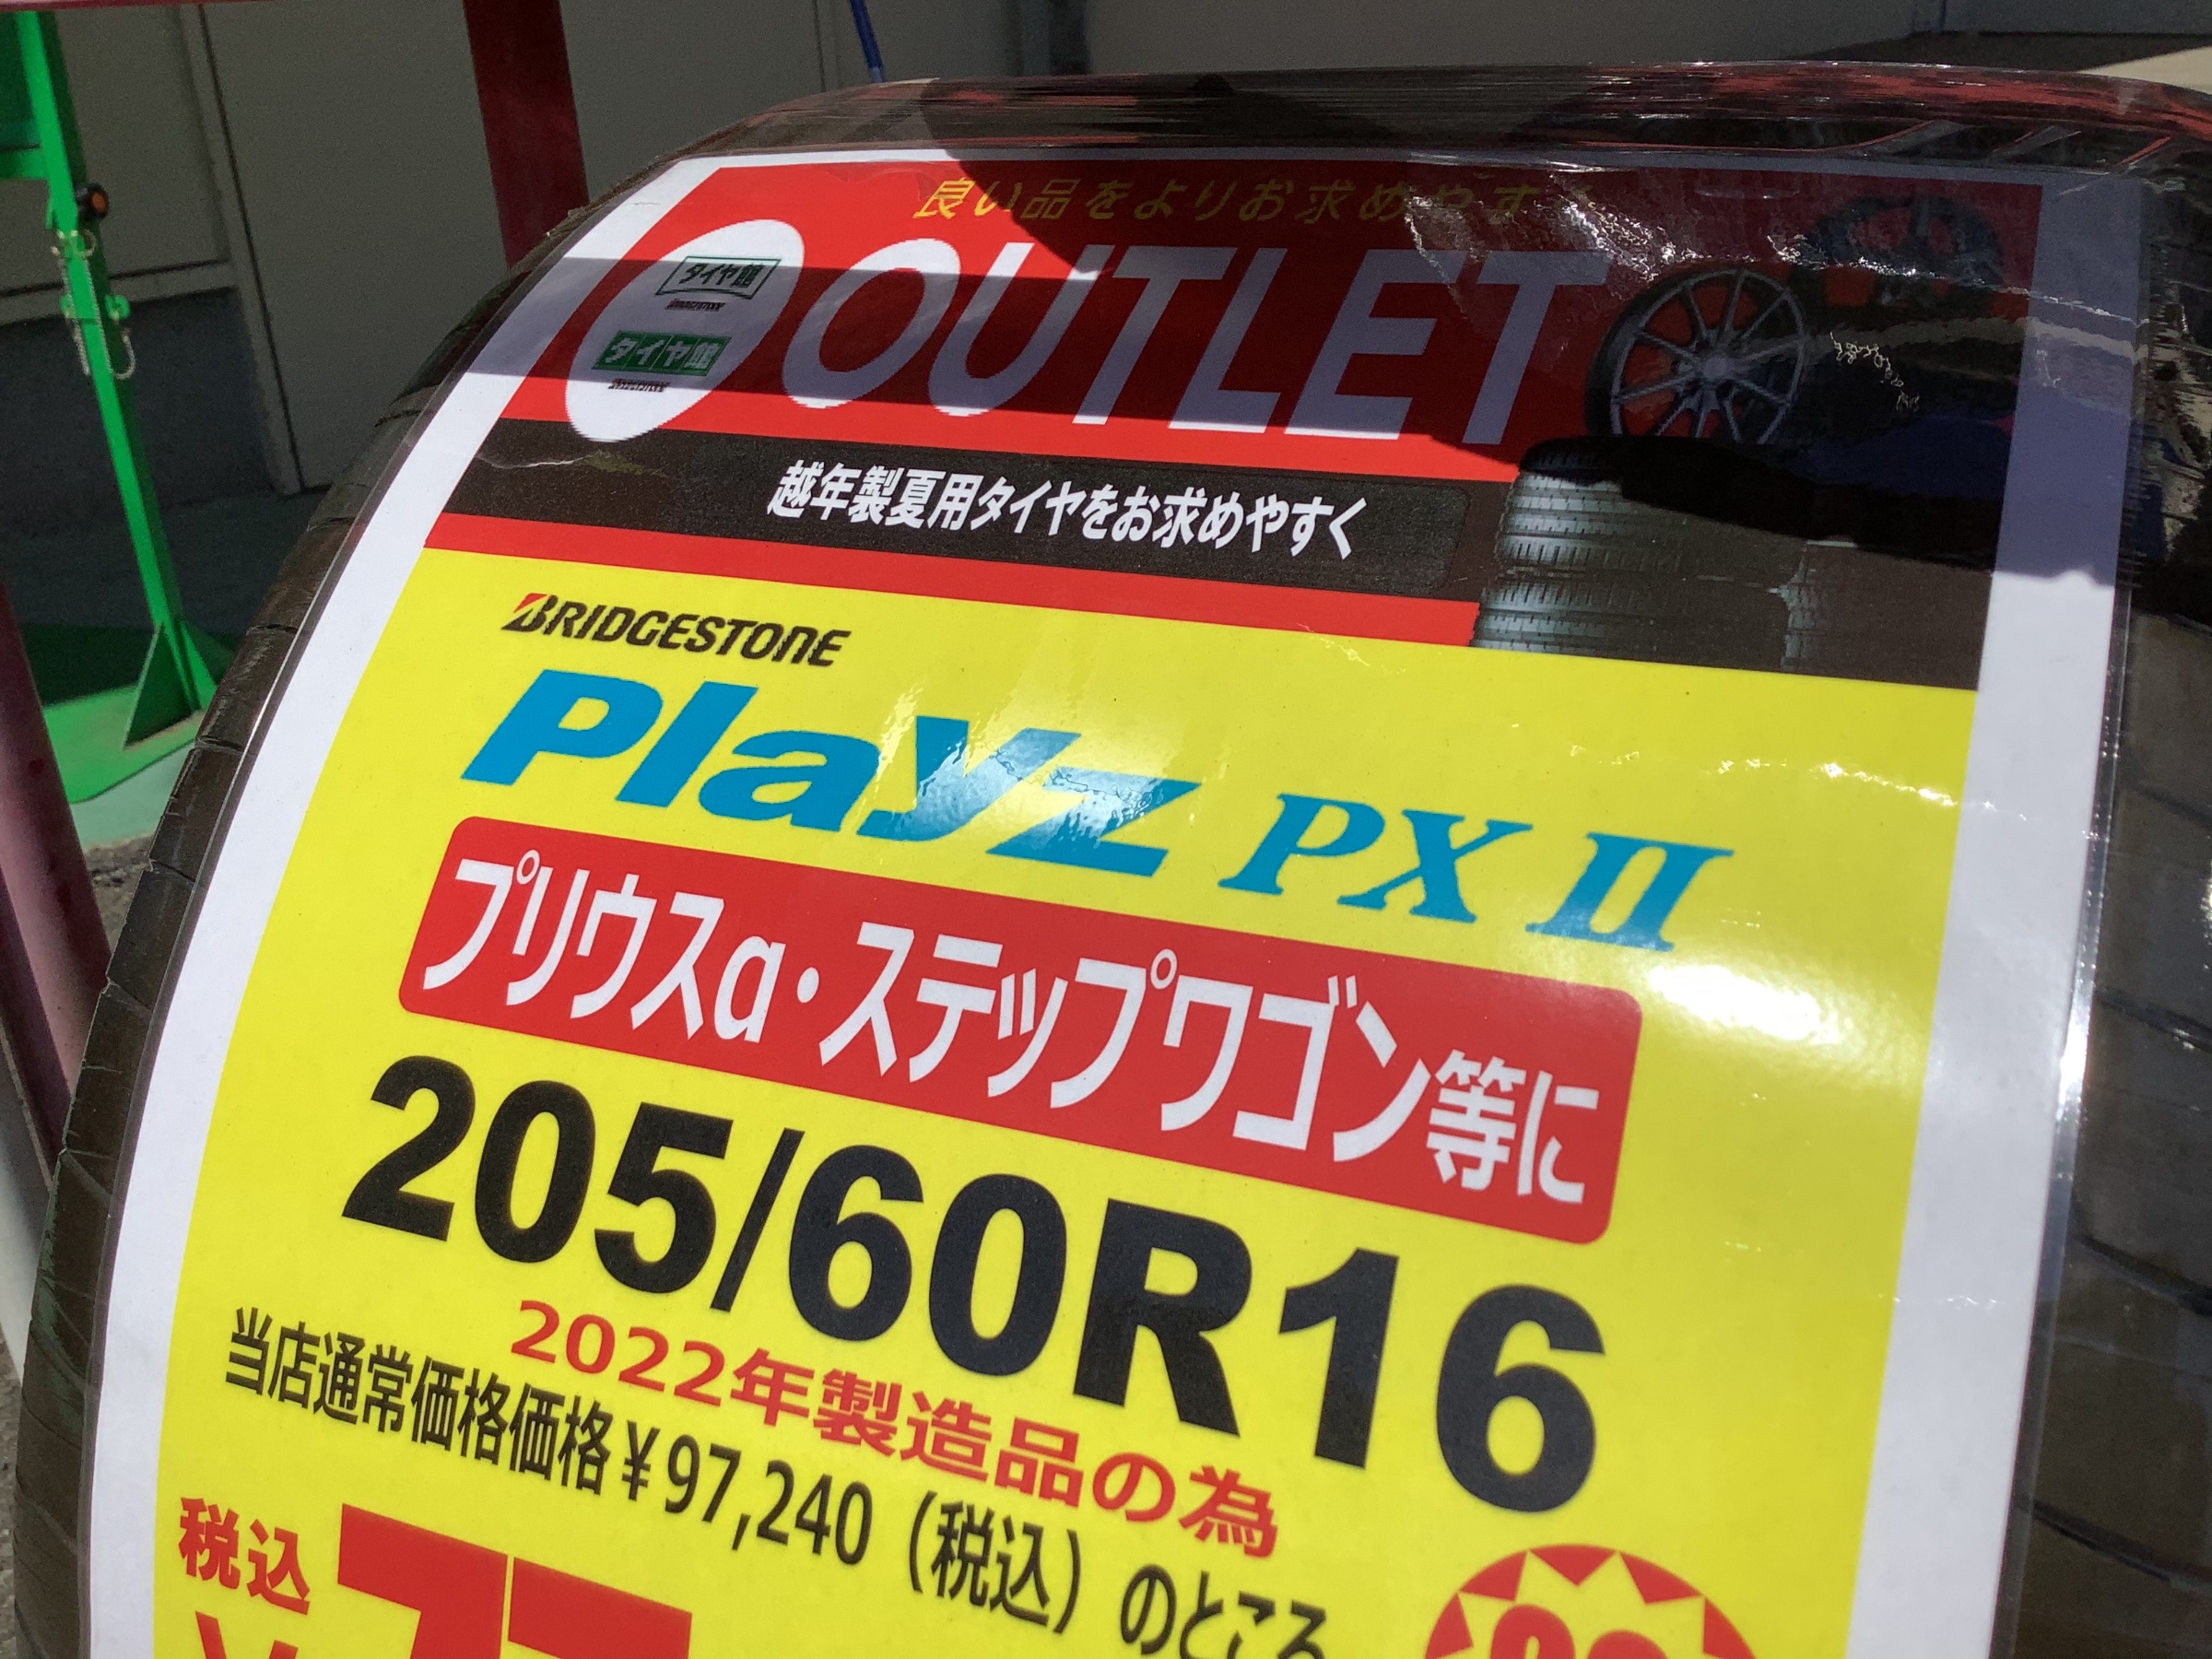 良い品をよりお求めやすく
タイヤ館
BRIDGESTONE
タイヤ館
BRIDGESTONE
OUTLET
越年製夏用タイヤをお求めやすく
BRIDGESTONE
Playz PX II
プリウスα・ステップワゴン等に
205/60R16
2022年製造品の為
当店通常価格価格￥97,240（税込）のところ
税込